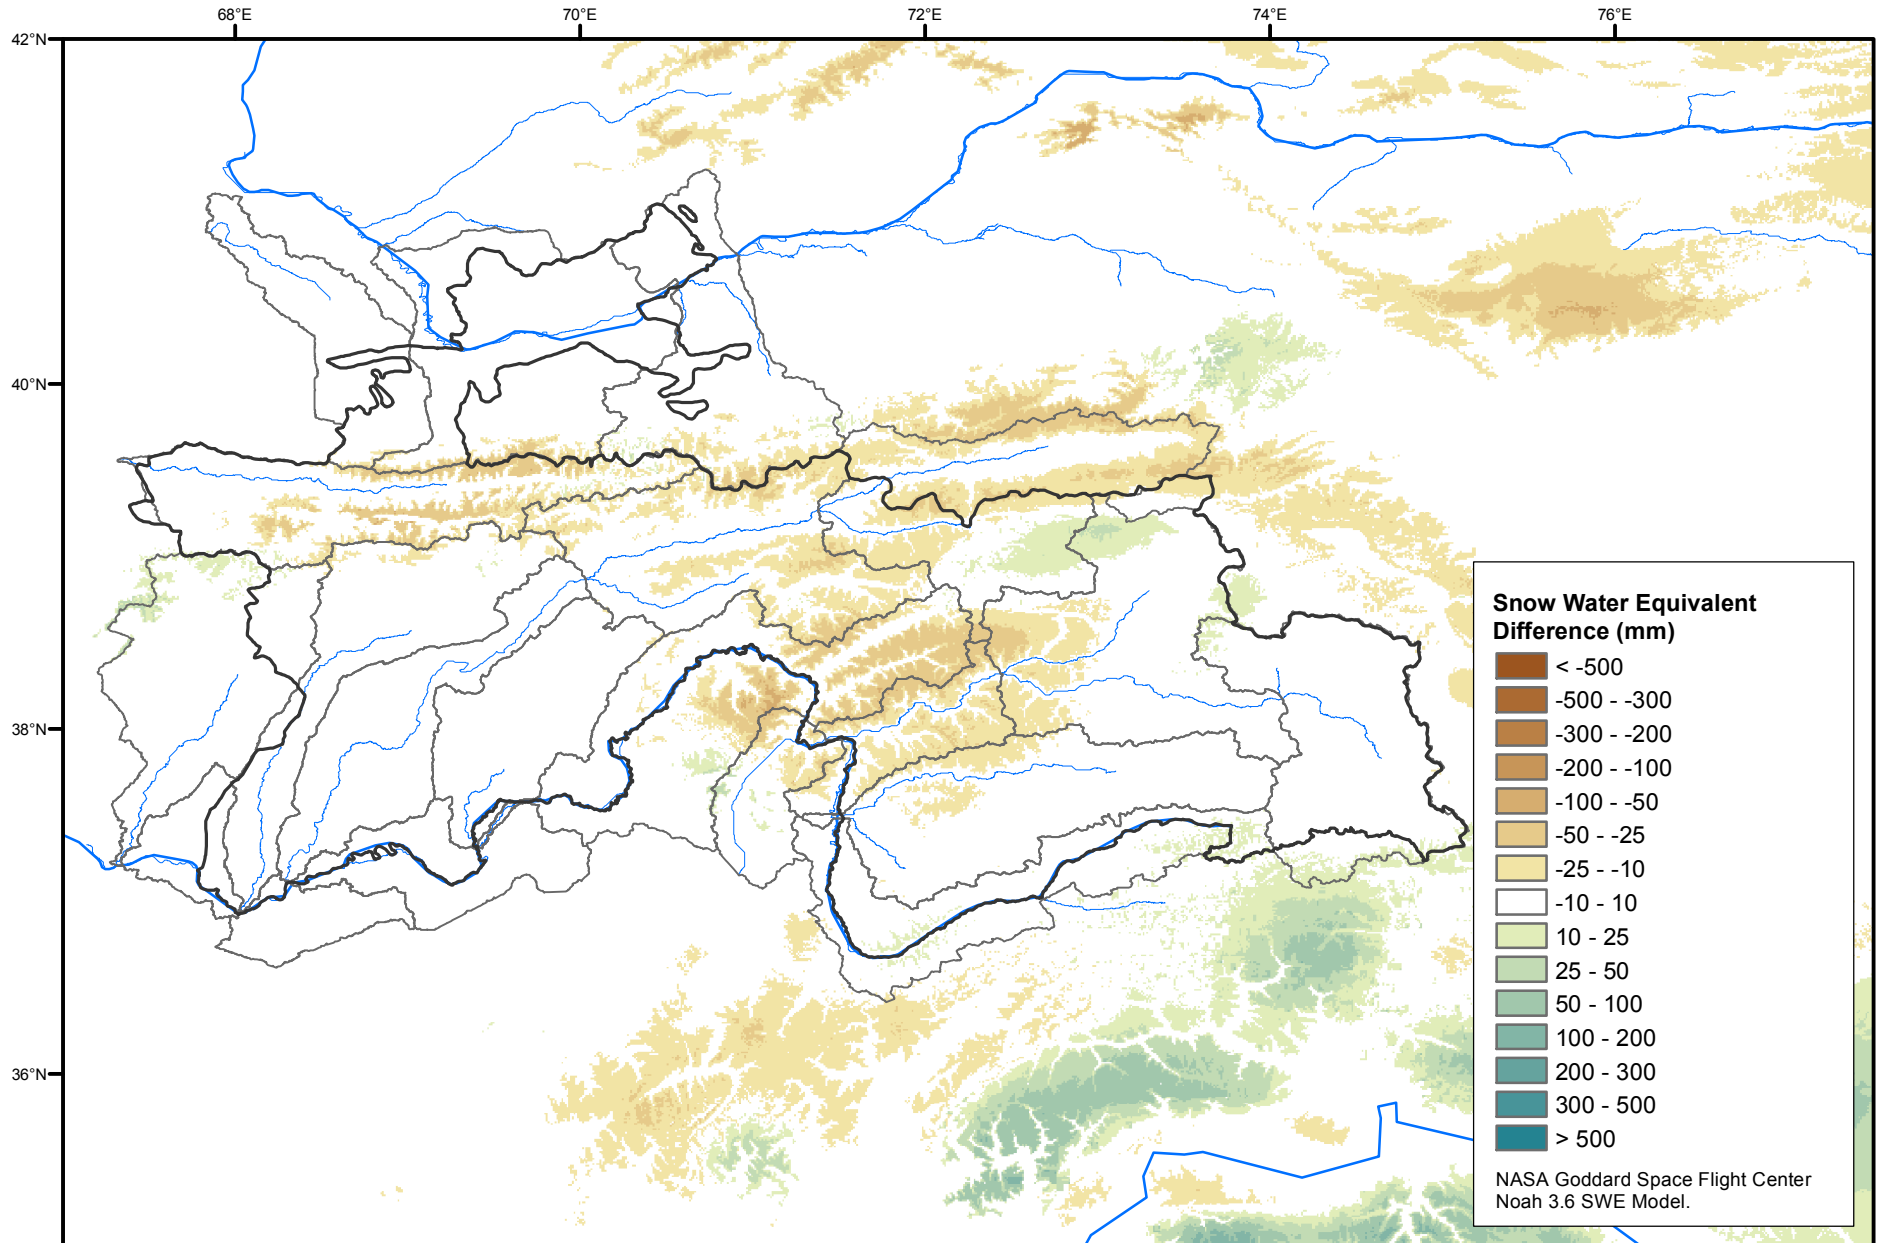 68°E
70°E
72°E
74°E
76°E
42°N
40°N
38°N
36°N
Snow Water Equivalent
Difference (mm)
< -500
-500 - -300
-300 - -200
-200 - -100
-100 - -50
-50 - -25
-25 - -10
-10 - 10
10 - 25
25 - 50
50 - 100
100 - 200
200 - 300
300 - 500
> 500
NASA Goddard Space Flight Center
Noah 3.6 SWE Model.